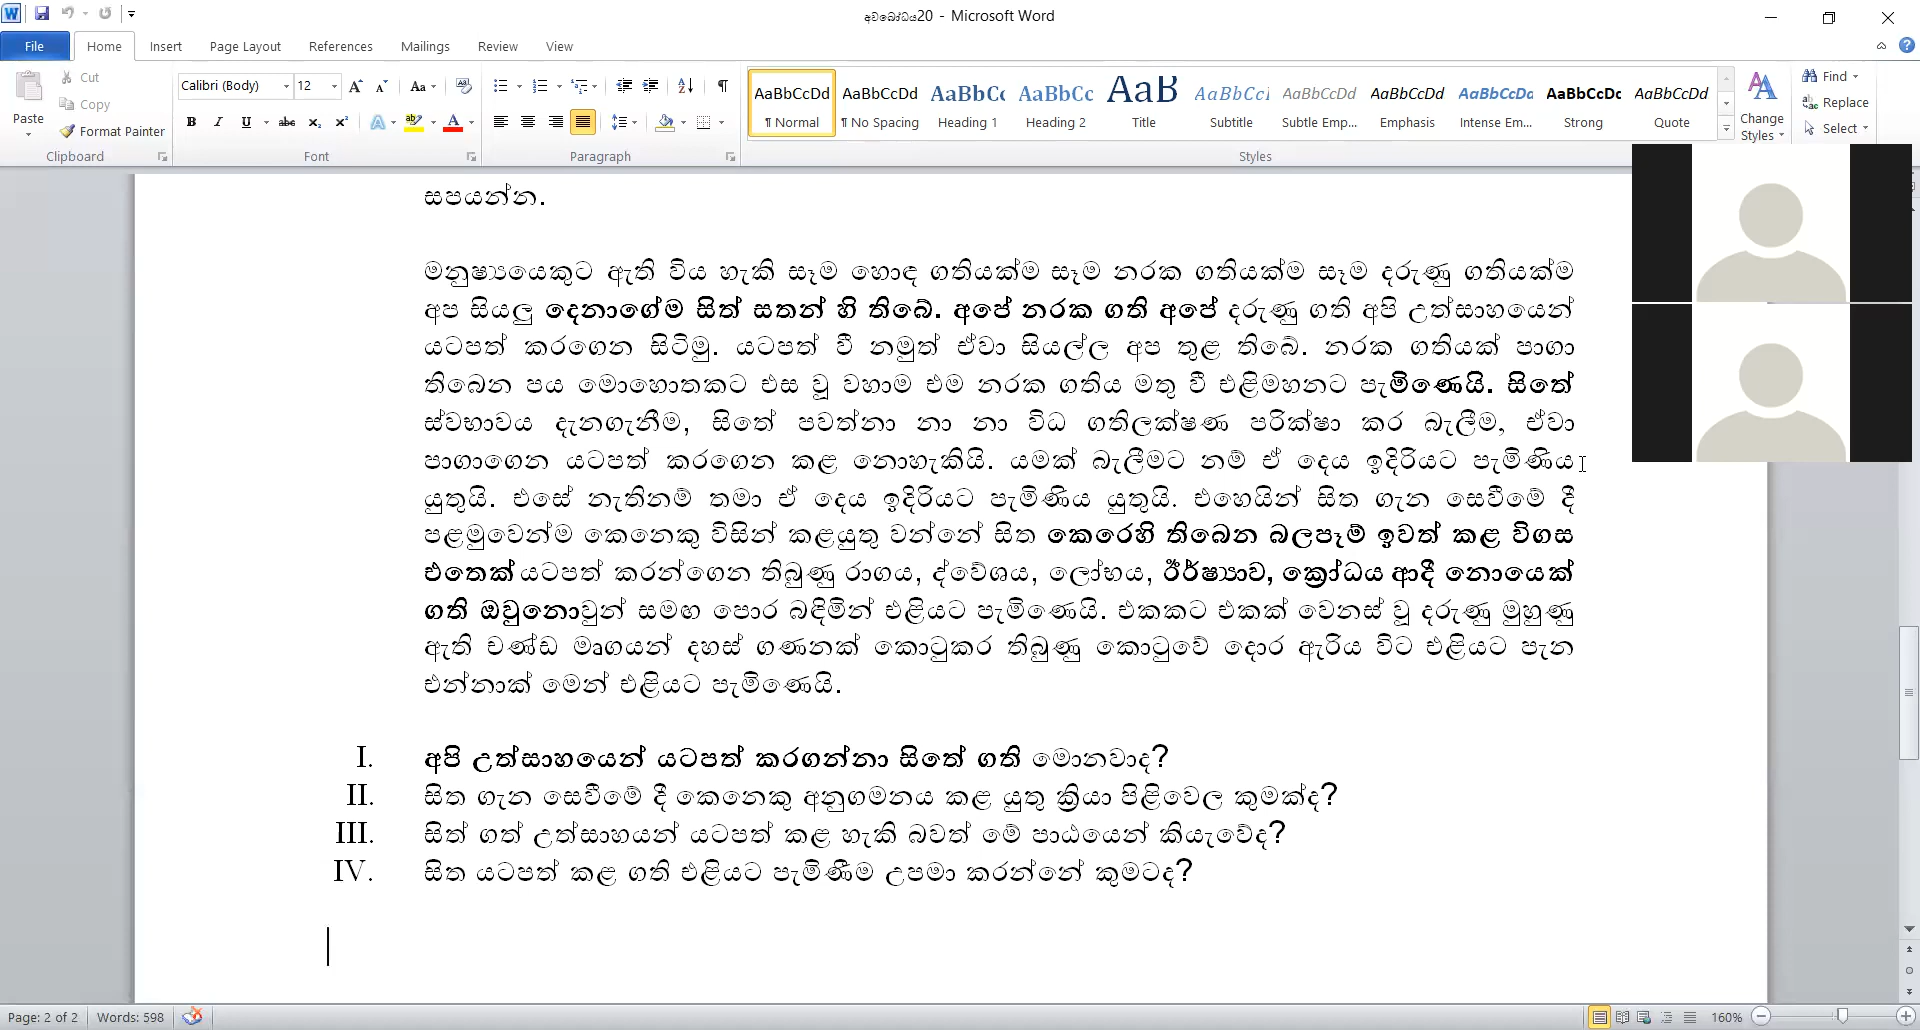 අවබෝධය20 - Microsoft Word
File Home Insert Page Layout References Mailings Review View
Cut
Copy
Paste
Format Painter
Clipboard
Calibri (Body) 12
Font
Paragraph
AaBbCcDd AaBbCcDd AaBbCc AaBbCc AaB AaBbCcI AaBbCcDd AaBbCcDd AaBbCcDd AaBbCcDc AaBbCcDd
¶ Normal ¶ No Spacing Heading 1 Heading 2 Title Subtitle Subtle Emp... Emphasis Intense Em... Strong Quote
Styles
Change Styles
Find
Replace
Select
සපයන්න.
මනුෂ්‍යයෙකුට ඇති විය හැකි සෑම හොඳ ගතියක්ම සෑම නරක ගතියක්ම සෑම දරුණු ගතියක්ම
අප සියලු දෙනාගේම සිත් සතන් හි තිබේ. අපේ නරක ගති අපේ දරුණු ගති අපි උත්සාහයෙන්
යටපත් කරගෙන සිටිමු. යටපත් වී නමුත් ඒවා සියල්ල අප තුළ තිබේ. නරක ගතියක් පාගා
තිබෙන පය මොහොතකට එස වූ වහාම එම නරක ගතිය මතු වී එළිමහනට පැමිණෙයි. සිතේ
ස්වභාවය දැනගැනීම, සිතේ පවත්නා නා නා විධ ගතිලක්ෂණ පරික්ෂා කර බැලීම, ඒවා
පාගාගෙන යටපත් කරගෙන කළ නොහැකියි. යමක් බැලීමට නම් ඒ දෙය ඉදිරියට පැමිණිය
යුතුයි. එසේ නැතිනම් තමා ඒ දෙය ඉදිරියට පැමිණිය යුතුයි. එහෙයින් සිත ගැන සෙවීමේ දී
පළමුවෙන්ම කෙනෙකු විසින් කළයුතු වන්නේ සිත කෙරෙහි තිබෙන බලපෑම් ඉවත් කළ විගස
එතෙක් යටපත් කරන්ගෙන තිබුණු රාගය, ද්වේශය, ලෝභය, ඊර්ෂ්‍යාව, ක්‍රෝධය ආදී නොයෙක්
ගති ඔවුනොවුන් සමඟ පොර බඳිමින් එළියට පැමිණෙයි. එකකට එකක් වෙනස් වූ දරුණු මුහුණු
ඇති චණ්ඩ මෘගයන් දහස් ගණනක් කොටුකර තිබුණු කොටුවේ දොර ඇරිය විට එළියට පැන
එන්නාක් මෙන් එළියට පැමිණෙයි.
I. අපි උත්සාහයෙන් යටපත් කරගන්නා සිතේ ගති මොනවාද?
II. සිත ගැන සෙවීමේ දී කෙනෙකු අනුගමනය කළ යුතු ක්‍රියා පිළිවෙල කුමක්ද?
III. සිත් ගත් උත්සාහයන් යටපත් කළ හැකි බවත් මේ පාඨයෙන් කියැවේද?
IV. සිත යටපත් කළ ගති එළියට පැමිණීම උපමා කරන්නේ කුමටද?
Page: 2 of 2 Words: 598 160%